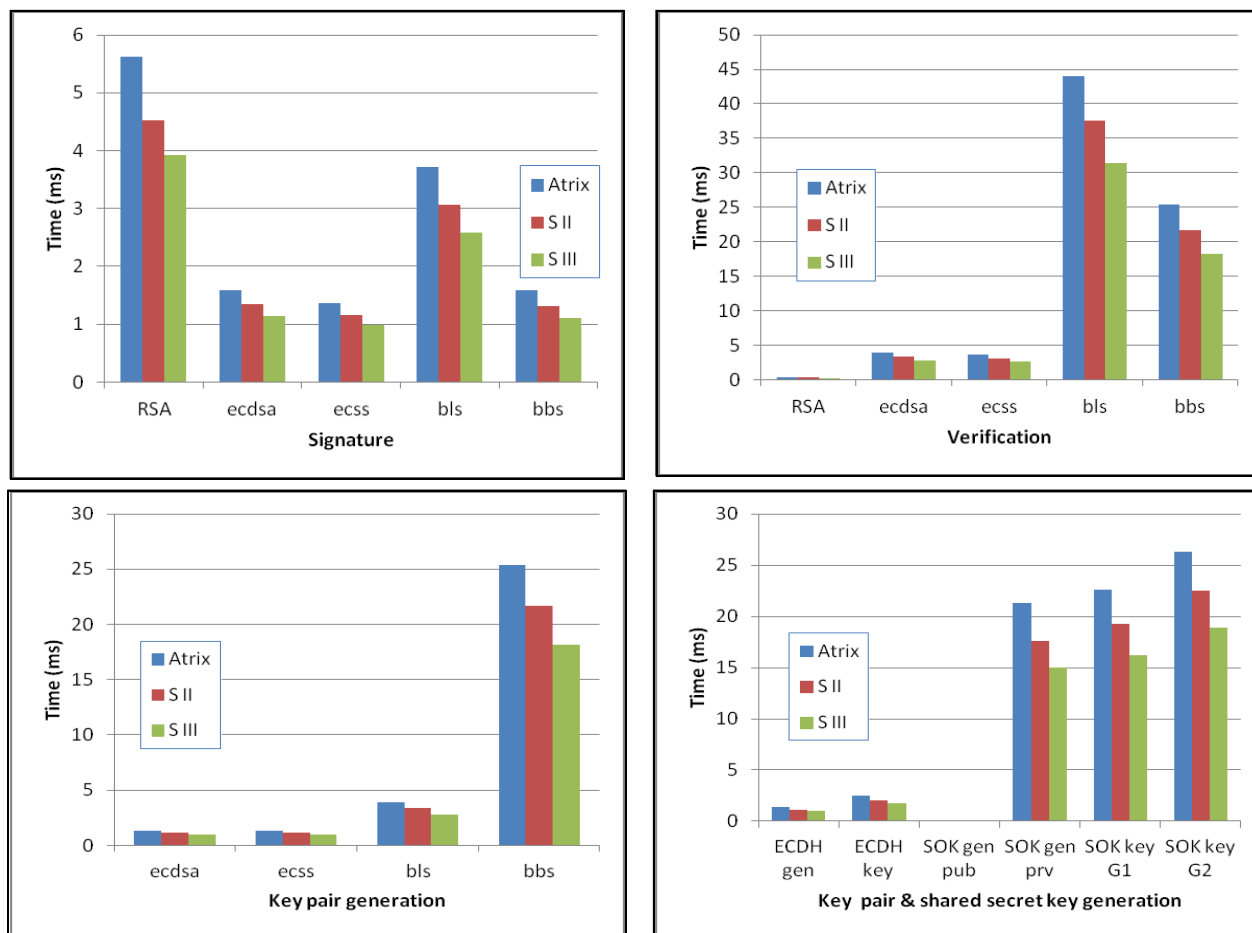 6
5
4
3
2
1
0
Time (ms)
Atrix
S II
S III
RSA ecdsa ecss bls bbs
Signature
50
45
40
35
30
25
20
15
10
5
0
Time (ms)
Atrix
S II
S III
RSA ecdsa ecss bls bbs
Verification
30
25
20
15
10
5
0
Time (ms)
Atrix
S II
S III
ecdsa ecss bls bbs
Key pair generation
30
25
20
15
10
5
0
Time (ms)
Atrix
S II
S III
ECDH ECDH SOK gen SOK gen SOK key SOK key
gen key pub prv G1 G2
Key pair & shared secret key generation